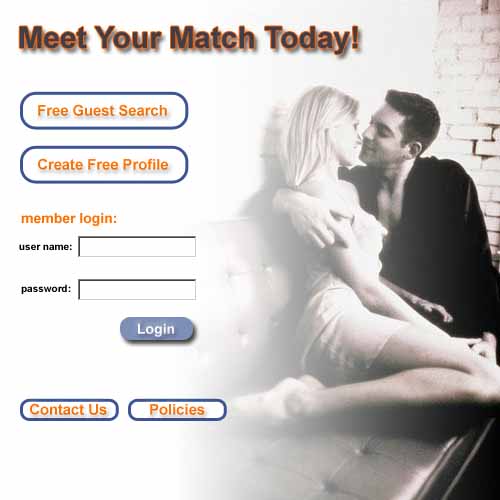 Meet Your Match Today!
Free Guest Search
Create Free Profile
member login:
user name:
password:
Login
Contact Us
Policies